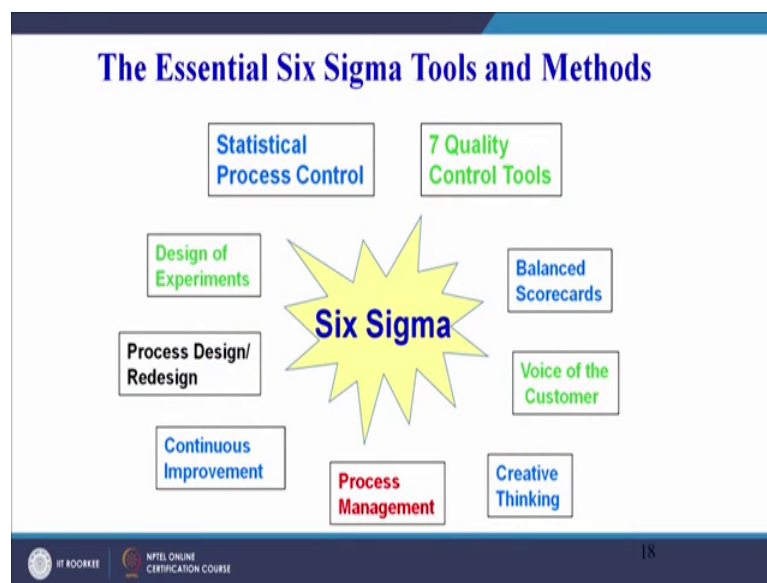 The Essential Six Sigma Tools and Methods
Statistical
Process Control
7 Quality
Control Tools
Design of
Experiments
Balanced
Scorecards
Six Sigma
Process Design/
Redesign
Voice of the
Customer
Continuous
Improvement
Process
Management
Creative
Thinking
18
IIT ROORKEE
NPTEL ONLINE
CERTIFICATION COURSE